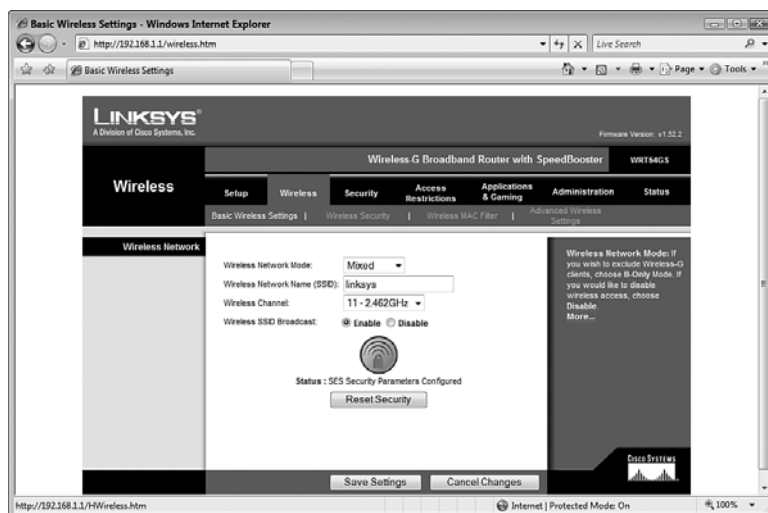 Basic Wireless Settings - Windows Internet Explorer
http://192.168.1.1/wireless.htm
Live Search
Basic Wireless Settings
Page
Tools
LINKSYS®
A Division of Cisco Systems, Inc.
Firmware Version: v1.52.2
Wireless-G Broadband Router with SpeedBooster WRT54GS
Wireless
Setup Wireless Security Access Restrictions Applications & Gaming Administration Status
Basic Wireless Settings | Wireless Security | Wireless MAC Filter | Advanced Wireless Settings
Wireless Network
Wireless Network Mode: Mixed
Wireless Network Name (SSID): linksys
Wireless Channel: 11 - 2.462GHz
Wireless SSID Broadcast: Enable Disable
Status : SES Security Parameters Configured
Reset Security
Wireless Network Mode: If
you wish to exclude Wireless-G
clients, choose B-Only Mode. If
you would like to disable
wireless access, choose
Disable.
More...
CISCO SYSTEMS
Save Settings Cancel Changes
http://192.168.1.1/HWireless.htm
Internet | Protected Mode: On
100%